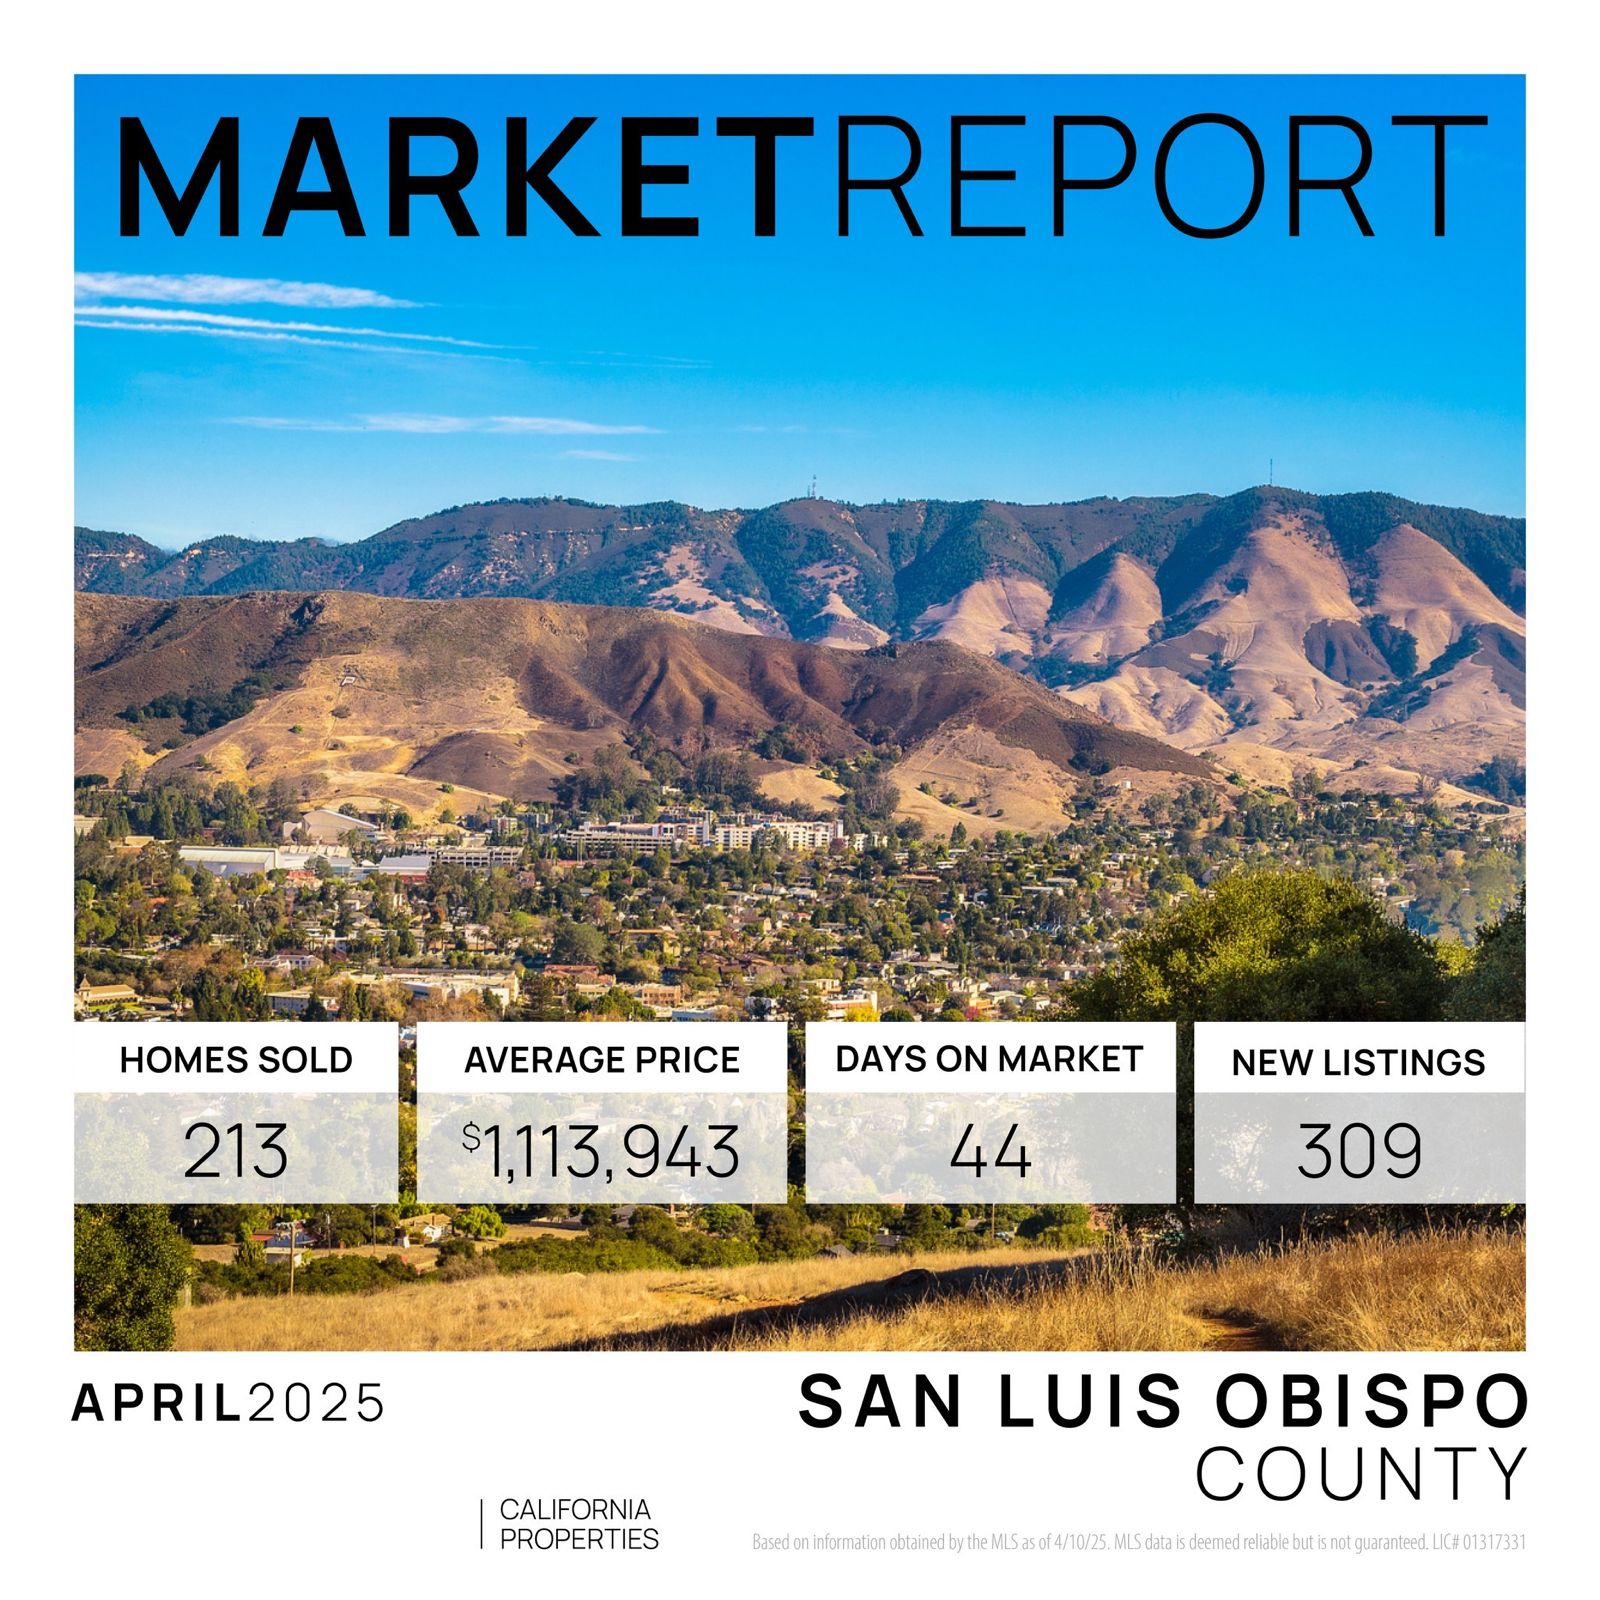 MARKETREPORT
HOMES SOLD
213
AVERAGE PRICE
$1,113,943
DAYS ON MARKET
44
NEW LISTINGS
309
APRIL2025
SAN LUIS OBISPO
COUNTY
CALIFORNIA
PROPERTIES
Based on information obtained by the MLS as of 4/10/25. MLS data is deemed reliable but is not guaranteed. LIC# 01317331